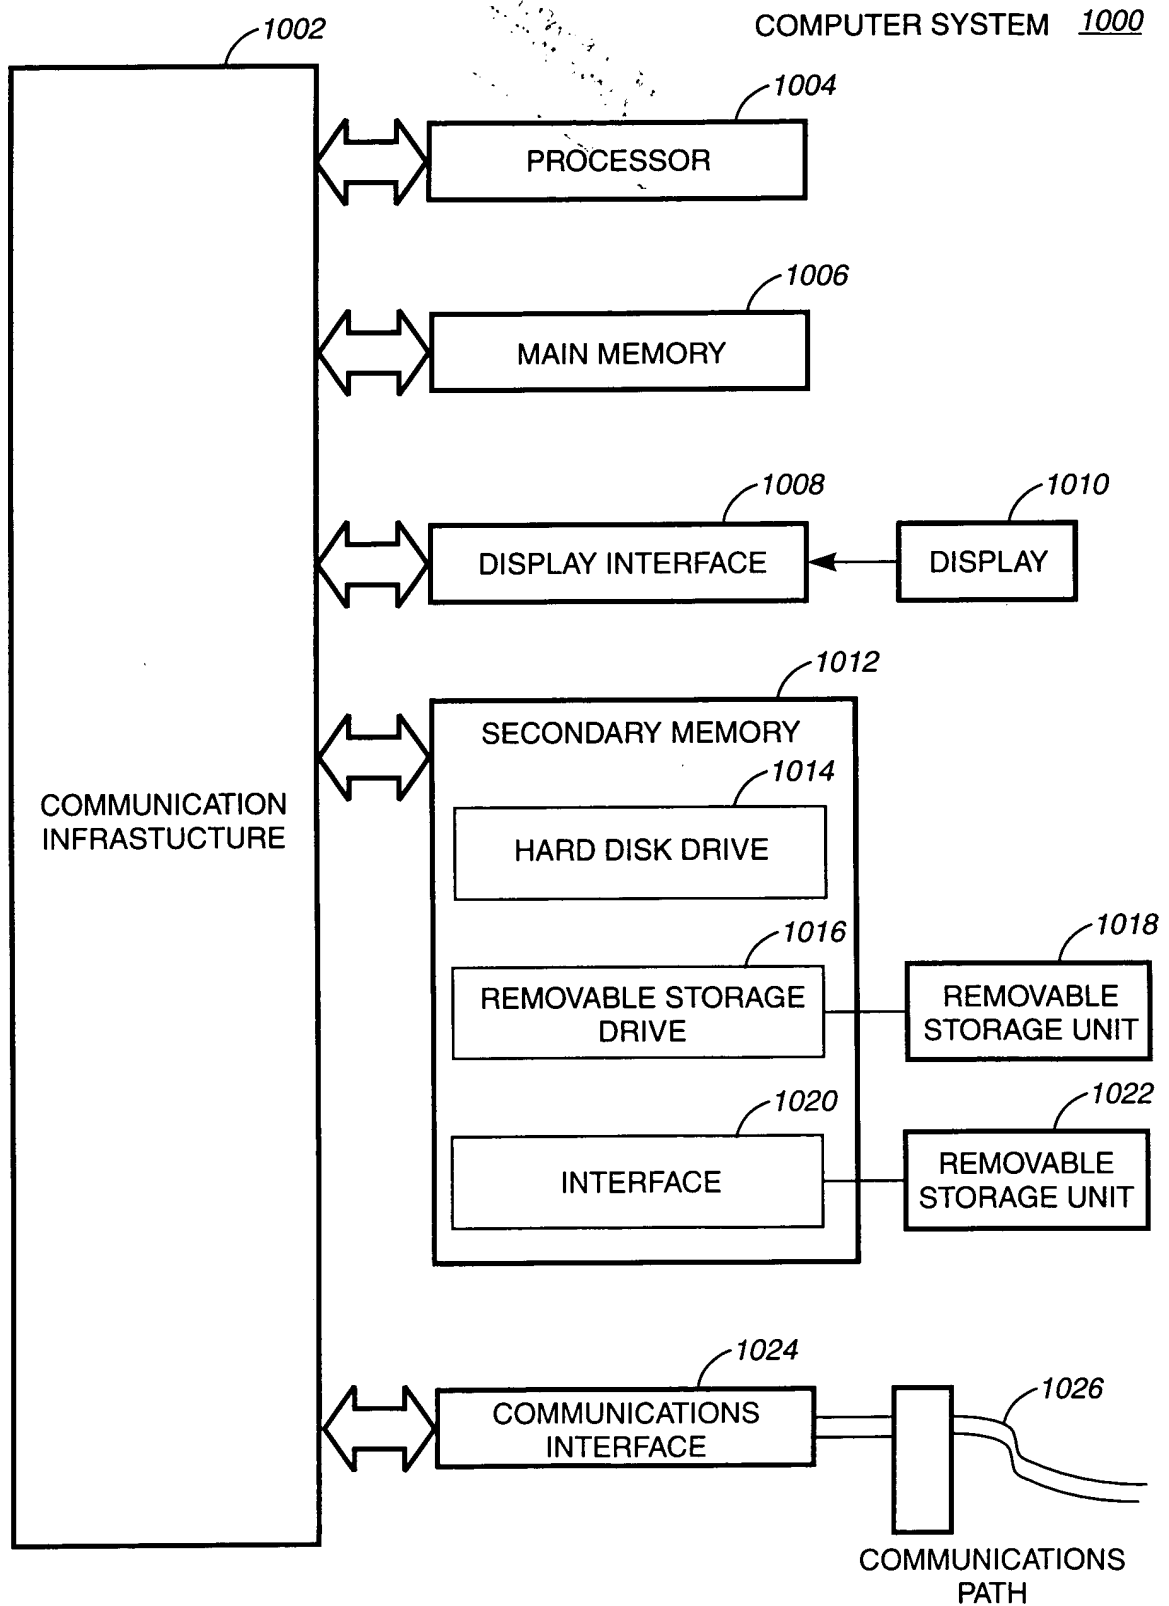 COMPUTER SYSTEM 1000
1002
1004
PROCESSOR
1006
MAIN MEMORY
1008
1010
DISPLAY INTERFACE
DISPLAY
1012
SECONDARY MEMORY
1014
COMMUNICATION
INFRASTUCTURE
HARD DISK DRIVE
1016
1018
REMOVABLE STORAGE
DRIVE
REMOVABLE
STORAGE UNIT
1020
1022
INTERFACE
REMOVABLE
STORAGE UNIT
1024
1026
COMMUNICATIONS
INTERFACE
COMMUNICATIONS
PATH